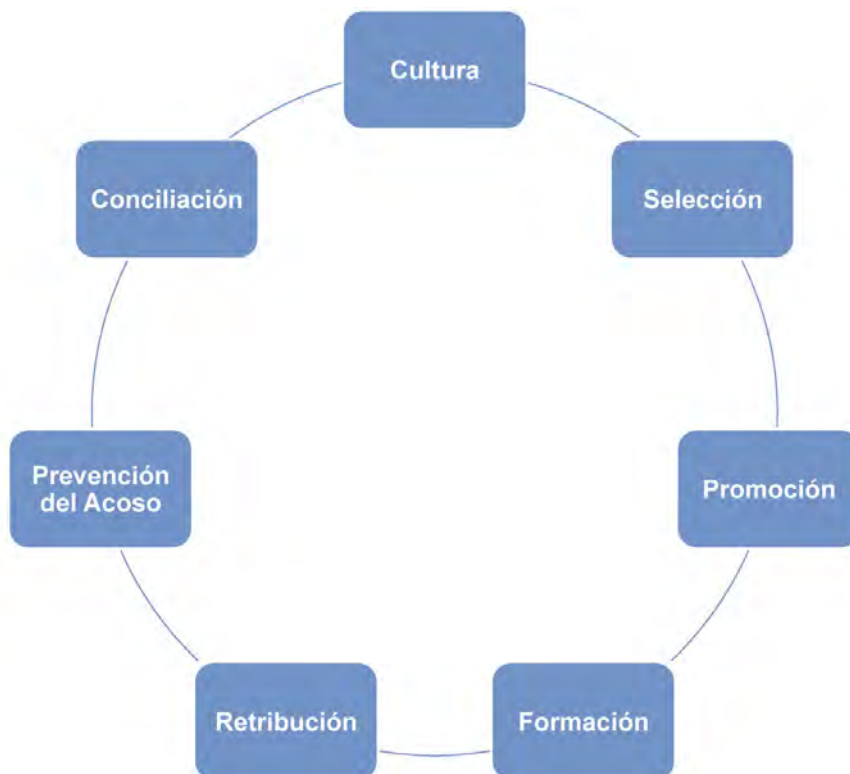 Cultura
Selección
Promoción
Formación
Retribución
Prevención
del Acoso
Conciliación